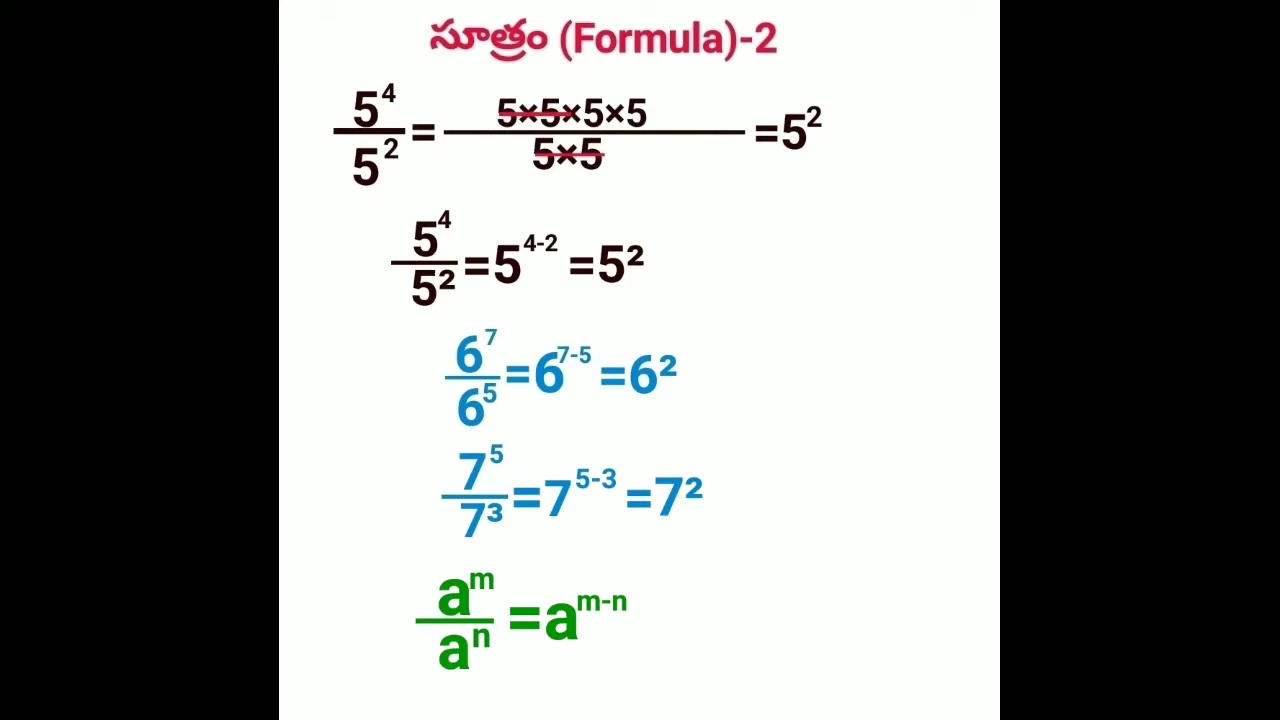 సూత్రం (Formula)-2
5⁴/5² = 5×5×5×5/5×5 =5²
5⁴/5² =5⁴⁻² =5²
6⁷/6⁵ =6⁷⁻⁵ =6²
7⁵/7³ =7⁵⁻³ =7²
aᵐ/aⁿ =aᵐ⁻ⁿ